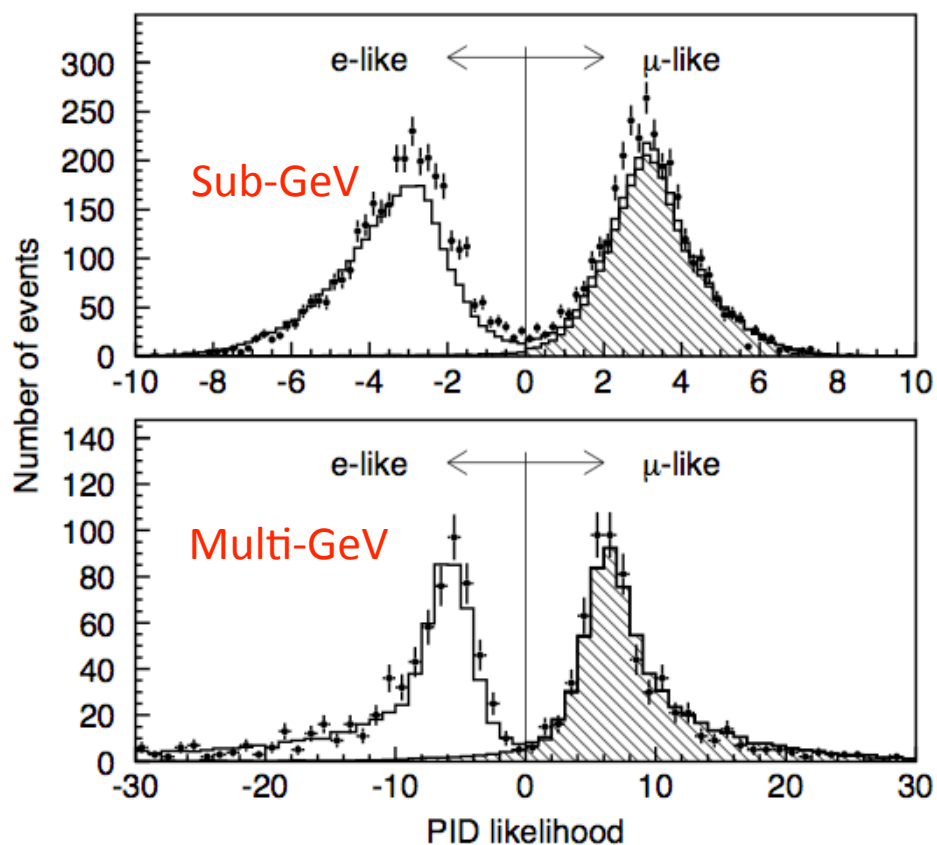 Number of events
300
250
200
150
100
50
0
e-like
μ-like
Sub-GeV
-10 -8 -6 -4 -2 0 2 4 6 8 10
140
120
100
80
60
40
20
0
e-like
μ-like
Multi-GeV
-30 -20 -10 0 10 20 30
PID likelihood